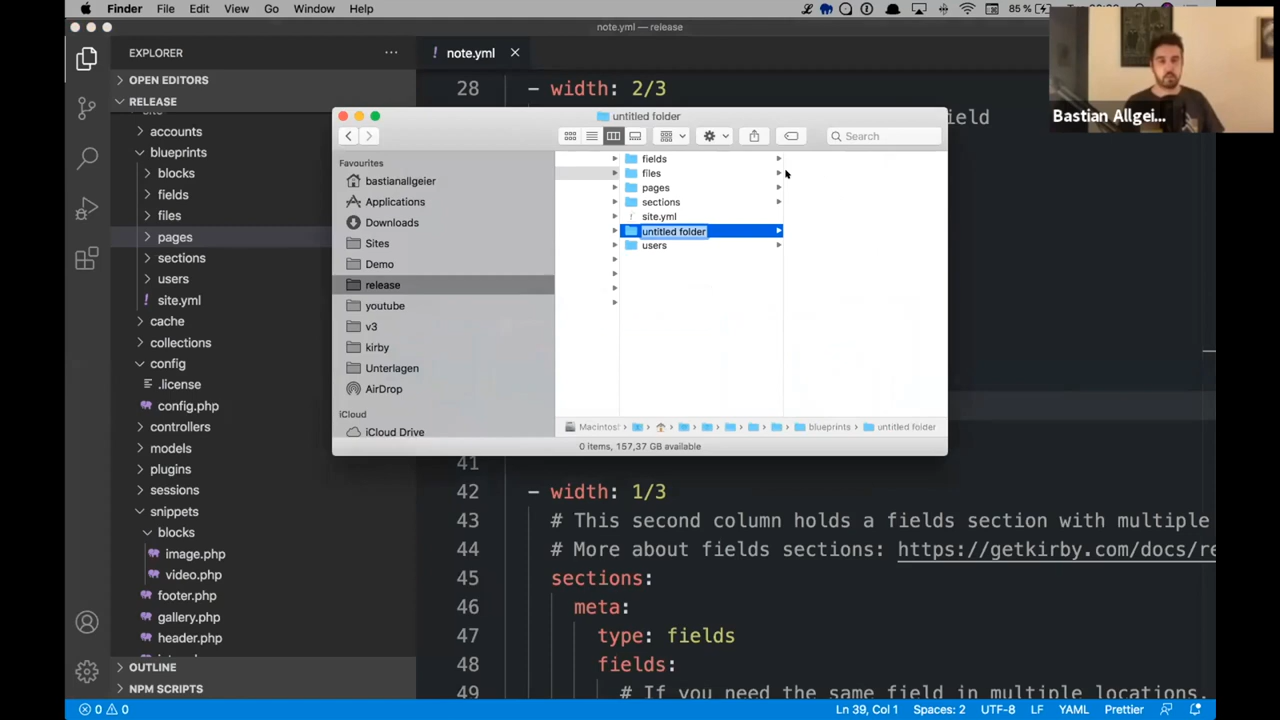 Finder File Edit View Go Window Help
85 %
note.yml — release
Bastian Allgei...
EXPLORER
OPEN EDITORS
RELEASE
accounts
blueprints
blocks
fields
files
pages
sections
users
site.yml
cache
collections
config
.license
config.php
controllers
models
plugins
sessions
snippets
blocks
image.php
video.php
footer.php
gallery.php
header.php
OUTLINE
NPM SCRIPTS
! note.yml
28 - width: 2/3
ield
untitled folder
Search
Favourites
bastianallgeier
Applications
Downloads
Sites
Demo
release
youtube
v3
kirby
Unterlagen
AirDrop
iCloud
iCloud Drive
fields
files
pages
sections
site.yml
untitled folder
users
Macintosh blueprints untitled folder
0 items, 157,37 GB available
41
42 - width: 1/3
43 # This second column holds a fields section with multiple
44 # More about fields sections: https://getkirby.com/docs/re
45 sections:
46 meta:
47 type: fields
48 fields:
49 # If you need the same field in multiple locations,
0 0 Ln 39, Col 1 Spaces: 2 UTF-8 LF YAML Prettier